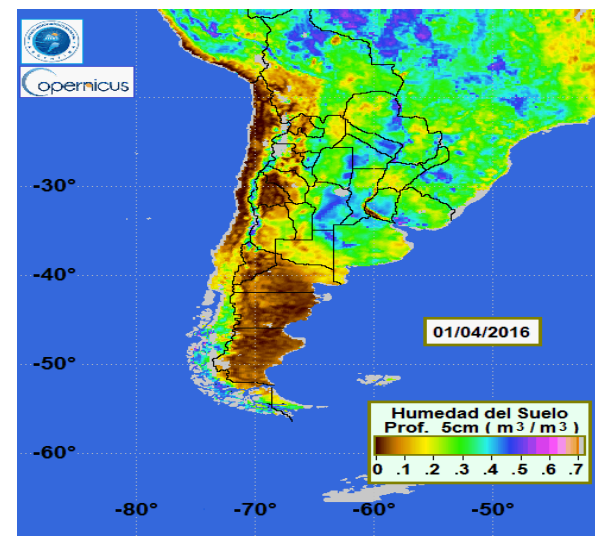 opernicus
-30°
-40°
-50°
-60°
01/04/2016
Humedad del Suelo
Prof. 5cm ( m3 / m3 )
0 .1 .2 .3 .4 .5 .6 .7
-80° -70° -60° -50°